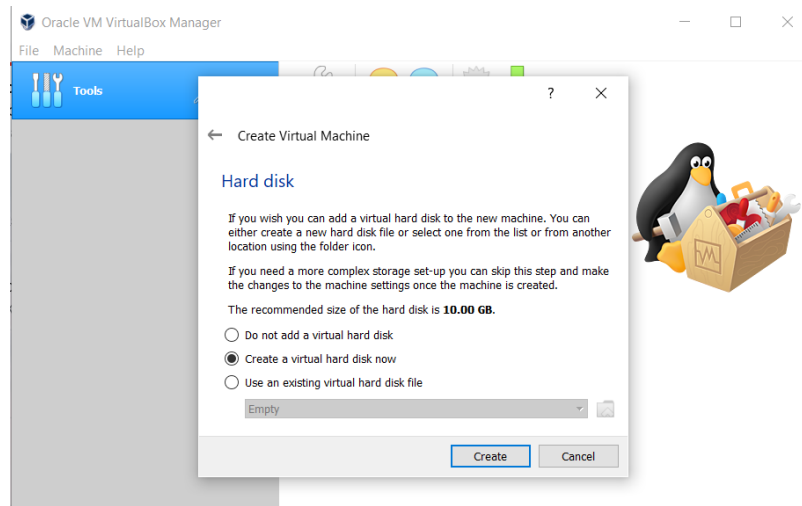 Oracle VM VirtualBox Manager
File Machine Help
Tools
? 
Create Virtual Machine
Hard disk
If you wish you can add a virtual hard disk to the new machine. You can
either create a new hard disk file or select one from the list or from another
location using the folder icon.
If you need a more complex storage set-up you can skip this step and make
the changes to the machine settings once the machine is created.
The recommended size of the hard disk is 10.00 GB.
Do not add a virtual hard disk
Create a virtual hard disk now
Use an existing virtual hard disk file
Empty
Create Cancel